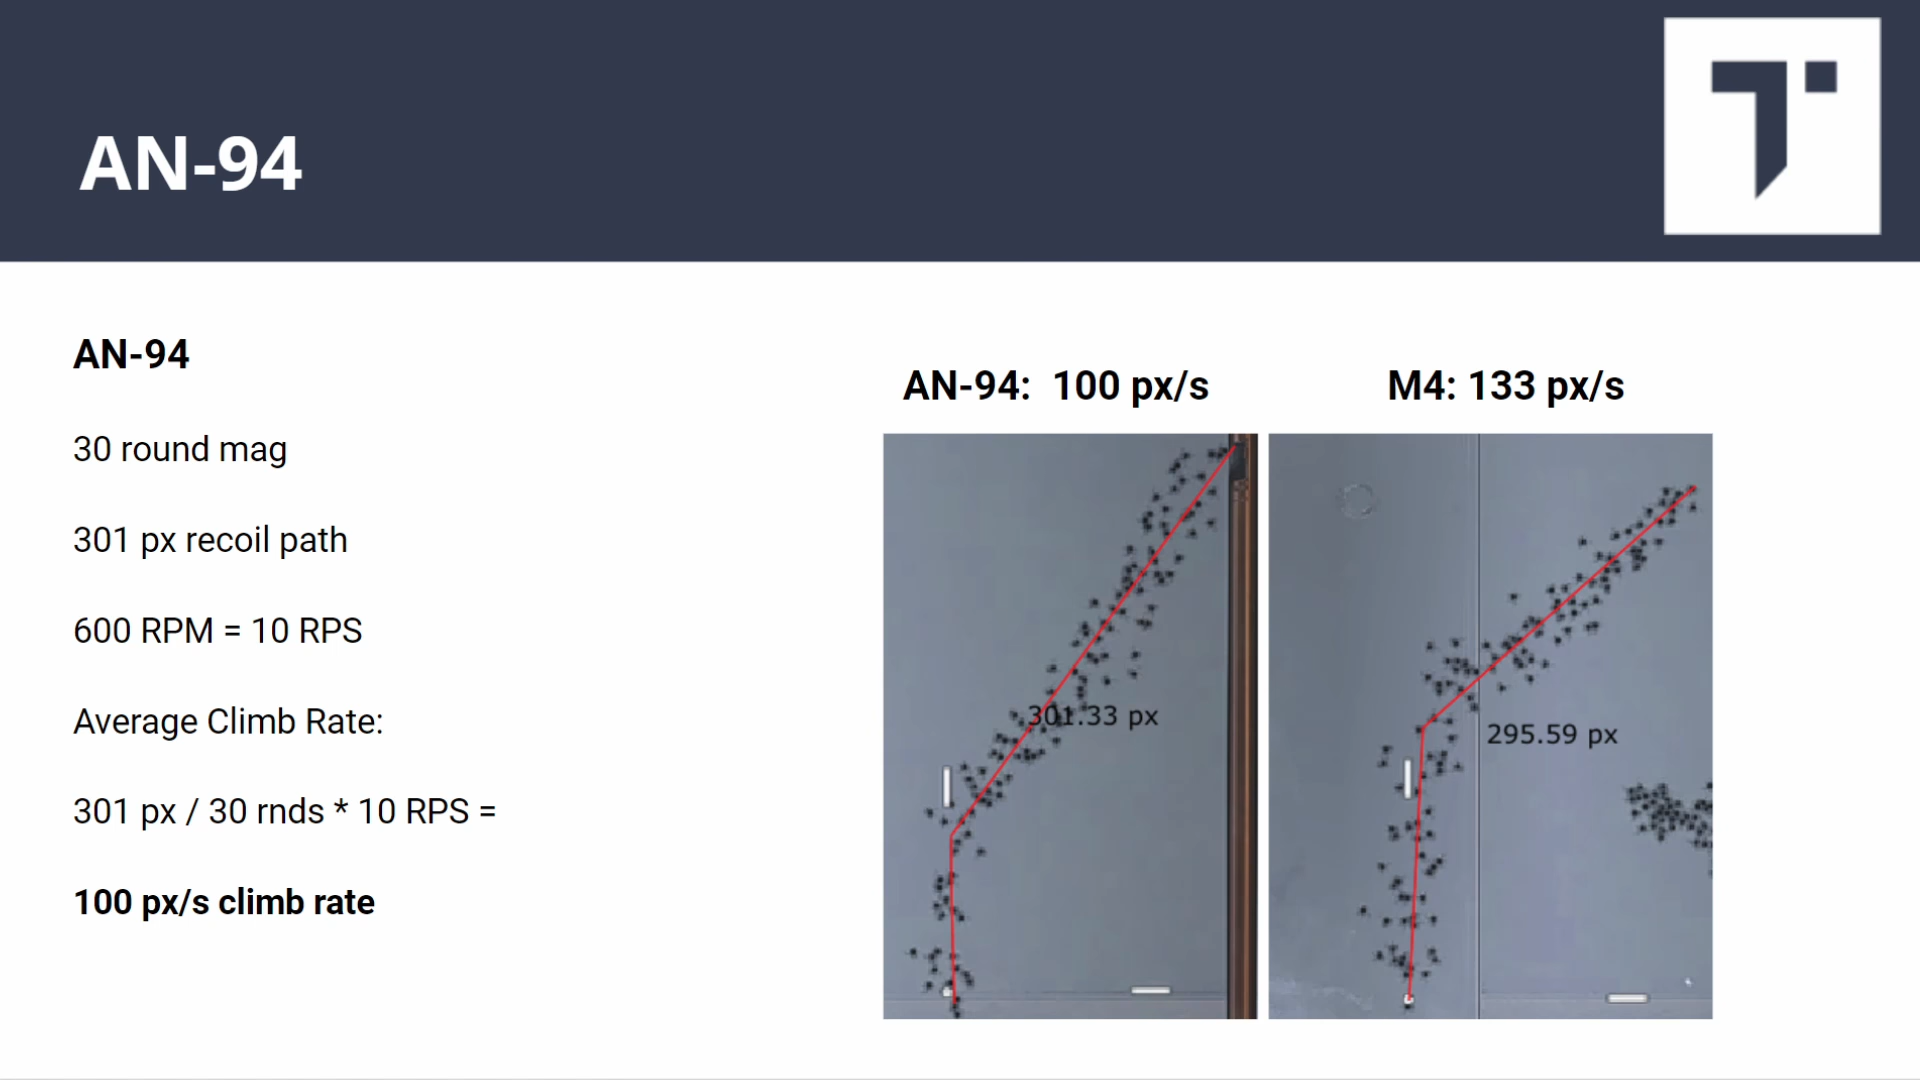 AN-94
AN-94
30 round mag
301 px recoil path
600 RPM = 10 RPS
Average Climb Rate:
301 px / 30 rnds * 10 RPS =
100 px/s climb rate
AN-94:  100 px/s
M4: 133 px/s
301.33 px
295.59 px